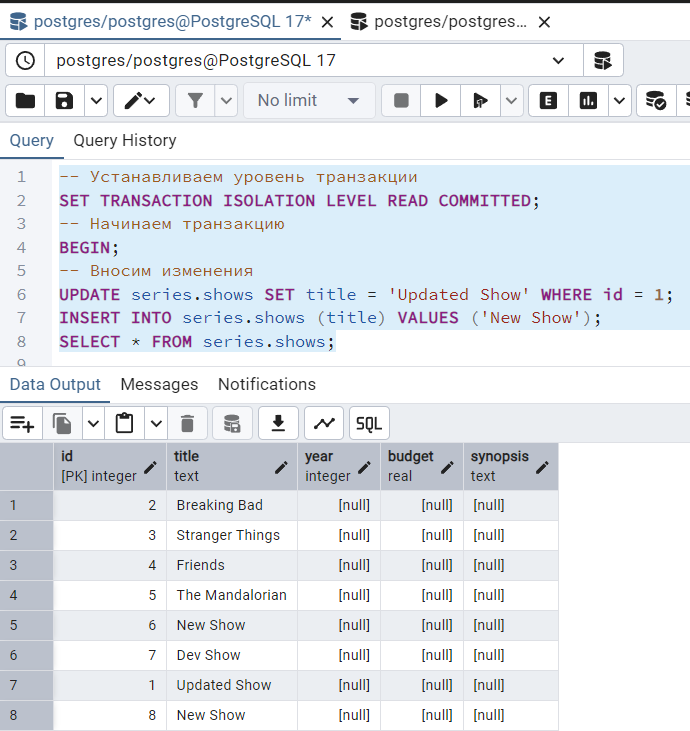 postgres/postgres@PostgreSQL 17* postgres/postgres...
postgres/postgres@PostgreSQL 17
No limit E
Query Query History
1 -- Устанавливаем уровень транзакции
2 SET TRANSACTION ISOLATION LEVEL READ COMMITTED;
3 -- Начинаем транзакцию
4 BEGIN;
5 -- Вносим изменения
6 UPDATE series.shows SET title = 'Updated Show' WHERE id = 1;
7 INSERT INTO series.shows (title) VALUES ('New Show');
8 SELECT * FROM series.shows;
9
Data Output Messages Notifications
SQL
id title year budget synopsis
[PK] integer text integer real text
1 2 Breaking Bad [null] [null] [null]
2 3 Stranger Things [null] [null] [null]
3 4 Friends [null] [null] [null]
4 5 The Mandalorian [null] [null] [null]
5 6 New Show [null] [null] [null]
6 7 Dev Show [null] [null] [null]
7 1 Updated Show [null] [null] [null]
8 8 New Show [null] [null] [null]